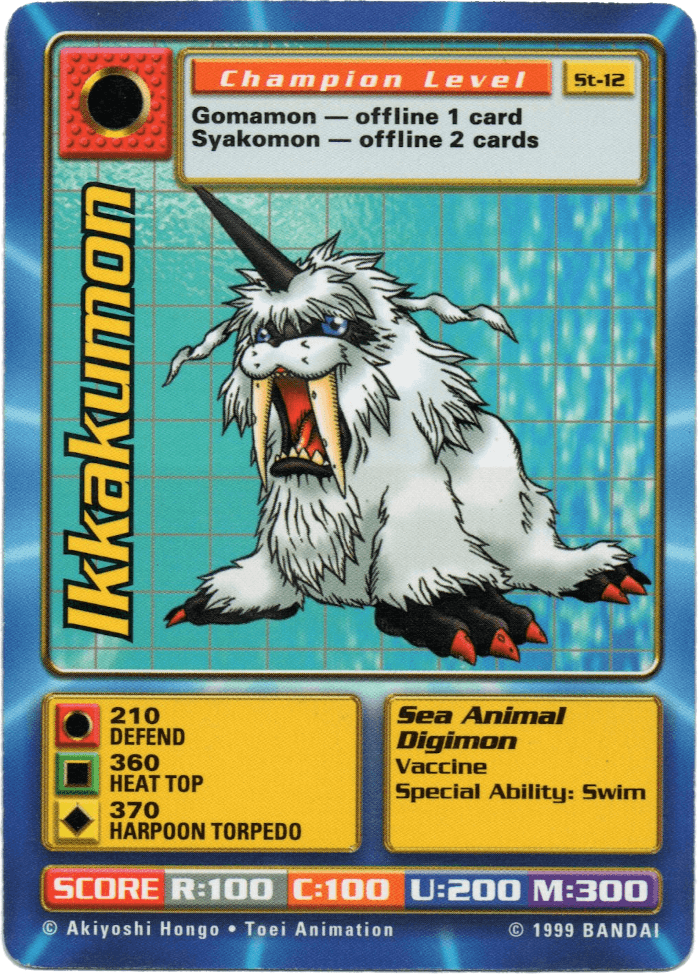 Champion Level
St-12
Gomamon — offline 1 card
Syakomon — offline 2 cards
Ikkakumon
210
DEFEND
360
HEAT TOP
370
HARPOON TORPEDO
Sea Animal
Digimon
Vaccine
Special Ability: Swim
SCORE R:100 C:100 U:200 M:300
© Akiyoshi Hongo • Toei Animation
© 1999 BANDAI